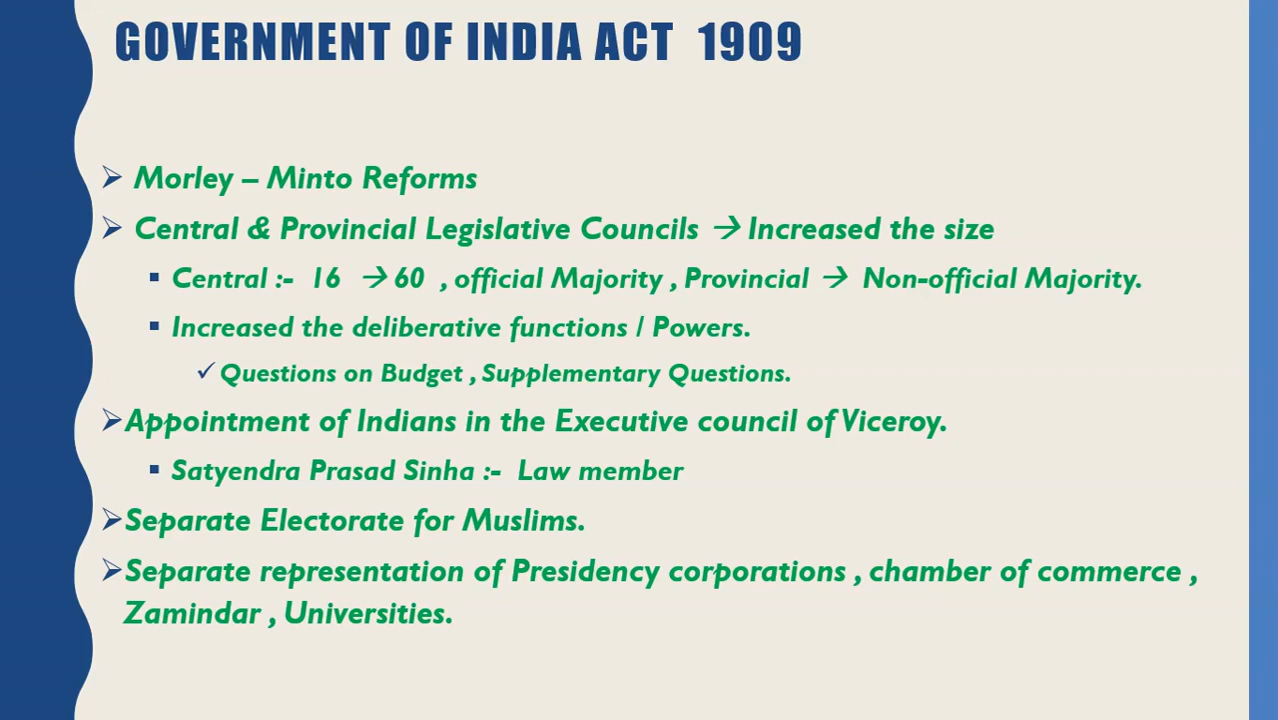 GOVERNMENT OF INDIA ACT 1909
➢ Morley – Minto Reforms
➢ Central & Provincial Legislative Councils → Increased the size
▪ Central :- 16 → 60 , official Majority , Provincial → Non-official Majority.
▪ Increased the deliberative functions / Powers.
✓ Questions on Budget , Supplementary Questions.
➢ Appointment of Indians in the Executive council of Viceroy.
▪ Satyendra Prasad Sinha :- Law member
➢ Separate Electorate for Muslims.
➢ Separate representation of Presidency corporations , chamber of commerce ,
Zamindar , Universities.